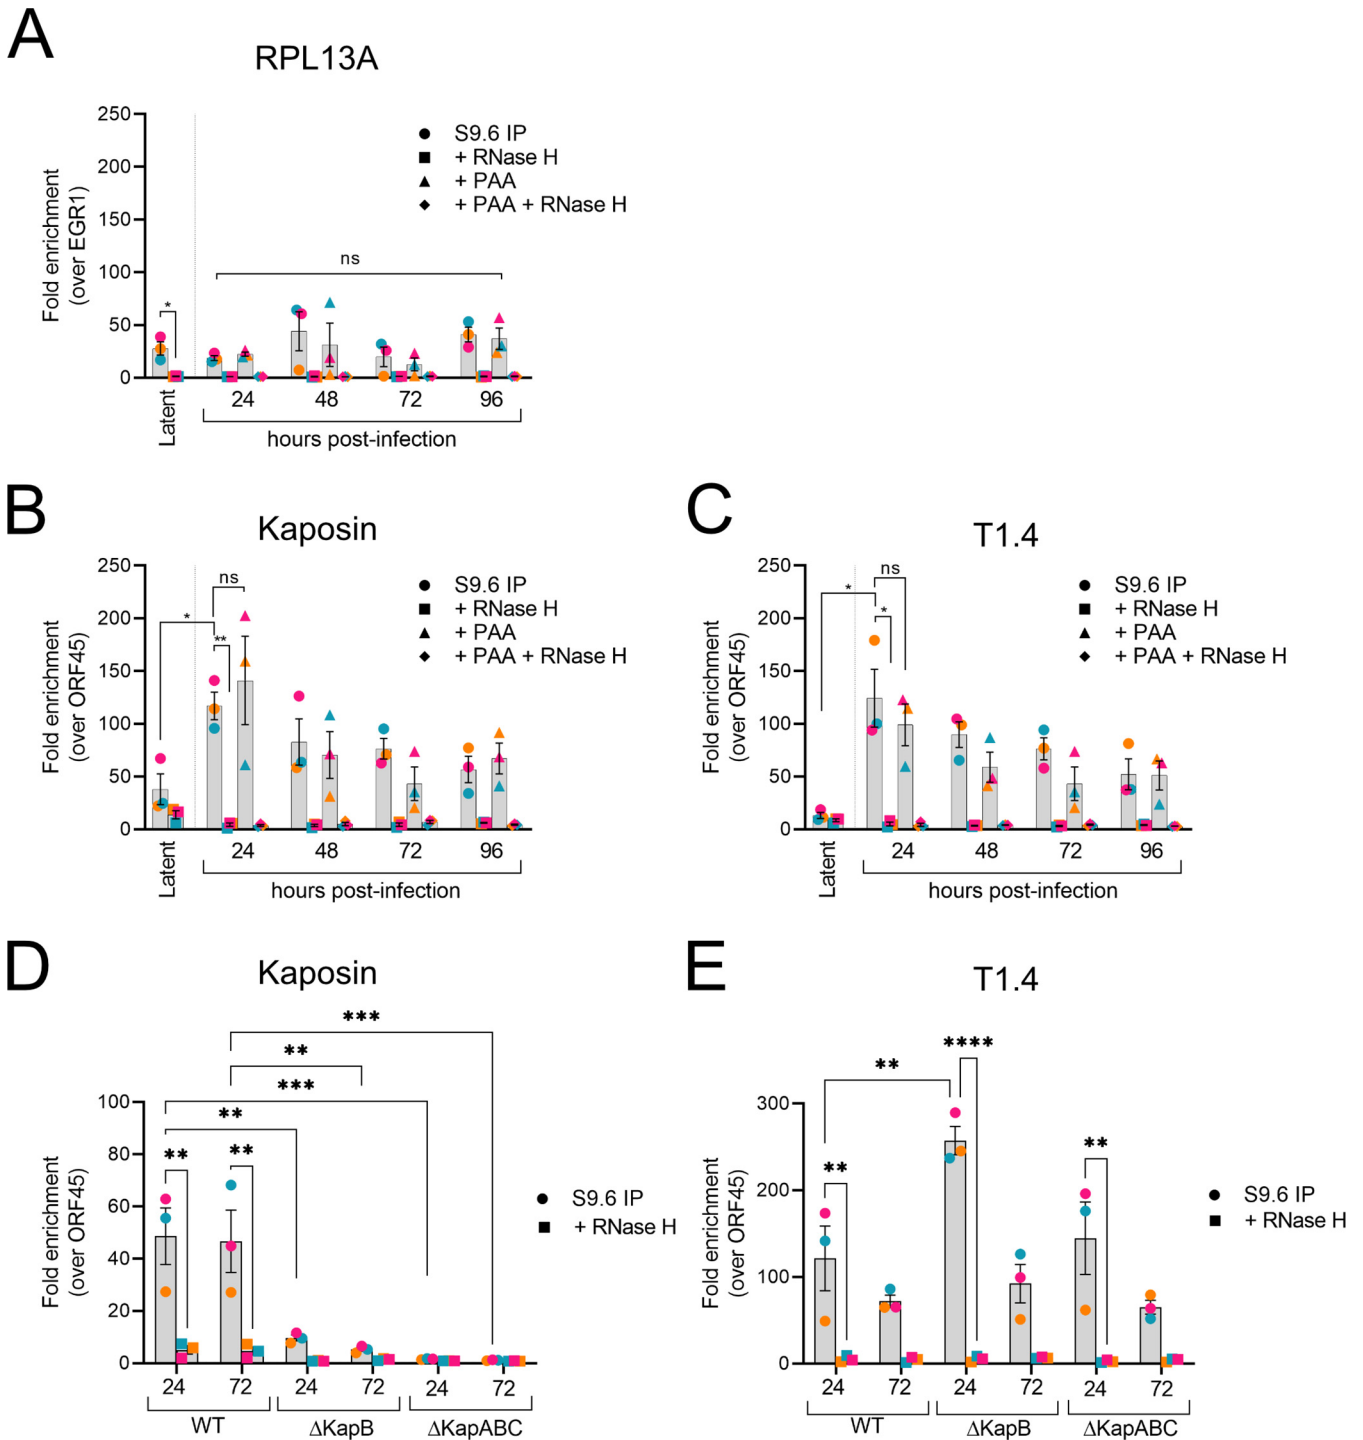 A
RPL13A
Fold enrichment
(over EGR1)
250
200
150
100
50
0
S9.6 IP
+ RNase H
+ PAA
+ PAA + RNase H
*
ns
Latent
24 48 72 96
hours post-infection
B
Kaposin
Fold enrichment
(over ORF45)
250
200
150
100
50
0
S9.6 IP
+ RNase H
+ PAA
+ PAA + RNase H
ns
*
**
Latent
24 48 72 96
hours post-infection
C
T1.4
Fold enrichment
(over ORF45)
250
200
150
100
50
0
S9.6 IP
+ RNase H
+ PAA
+ PAA + RNase H
ns
*
*
Latent
24 48 72 96
hours post-infection
D
Kaposin
Fold enrichment
(over ORF45)
100
80
60
40
20
0
***
**
***
**
** **
S9.6 IP
+ RNase H
24 72 24 72 24 72
WT ΔKapB ΔKapABC
E
T1.4
Fold enrichment
(over ORF45)
300
200
100
0
****
**
**
**
S9.6 IP
+ RNase H
24 72 24 72 24 72
WT ΔKapB ΔKapABC